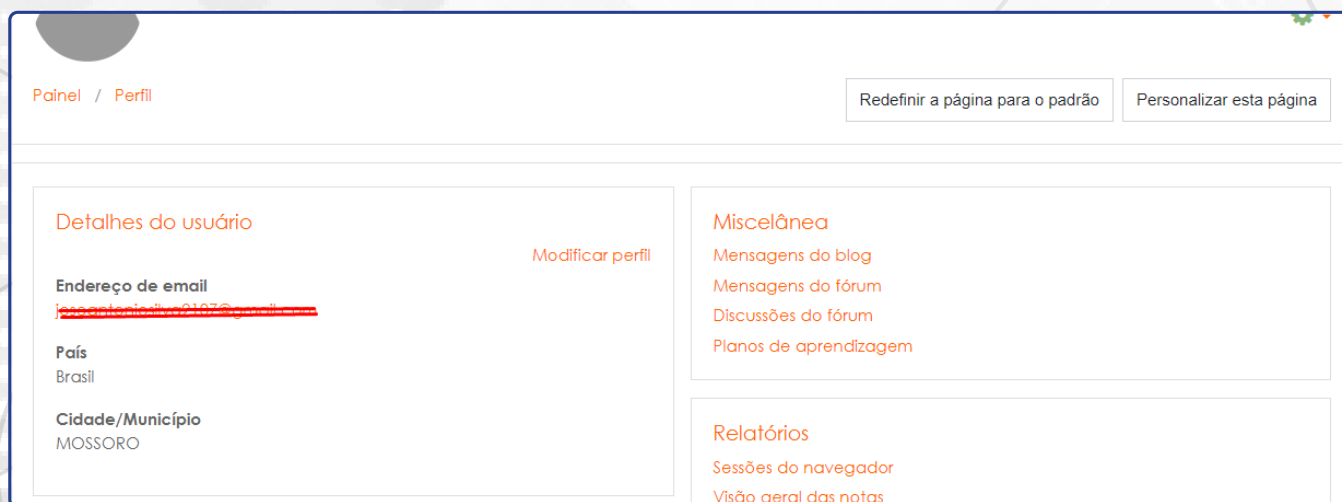 Painel / Perfil
Redefinir a página para o padrão
Personalizar esta página
Detalhes do usuário
Modificar perfil
Endereço de email
País
Brasil
Cidade/Município
MOSSORO
Miscelânea
Mensagens do blog
Mensagens do fórum
Discussões do fórum
Planos de aprendizagem
Relatórios
Sessões do navegador
Visão geral das notas